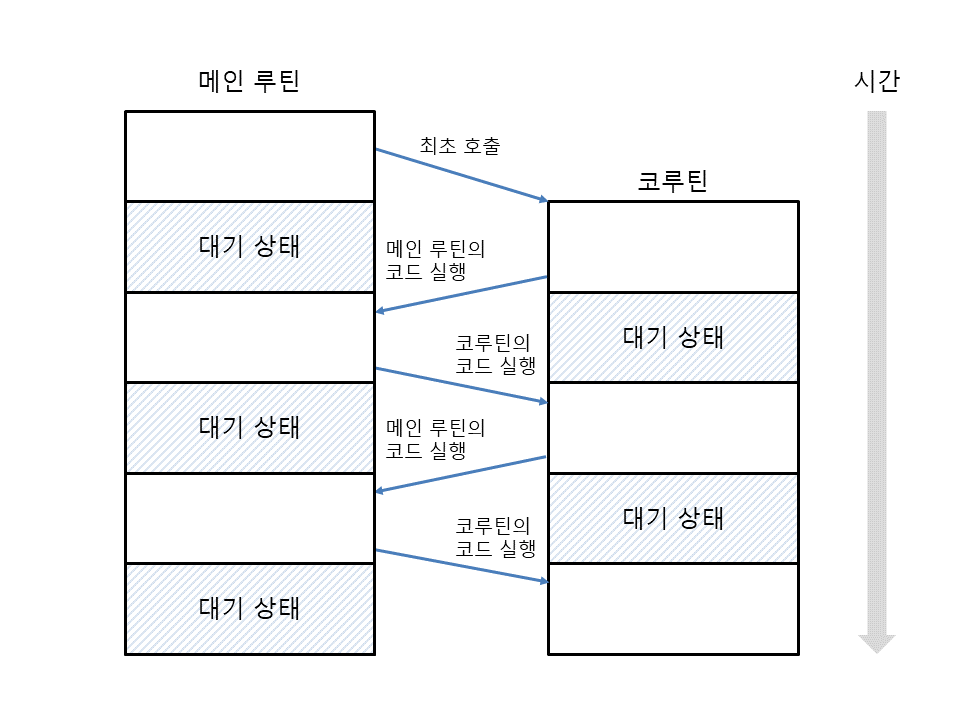 메인 루틴
시간
최초 호출
코루틴
대기 상태
메인 루틴의
코드 실행
대기 상태
코루틴의
코드 실행
대기 상태
메인 루틴의
코드 실행
대기 상태
코루틴의
코드 실행
대기 상태